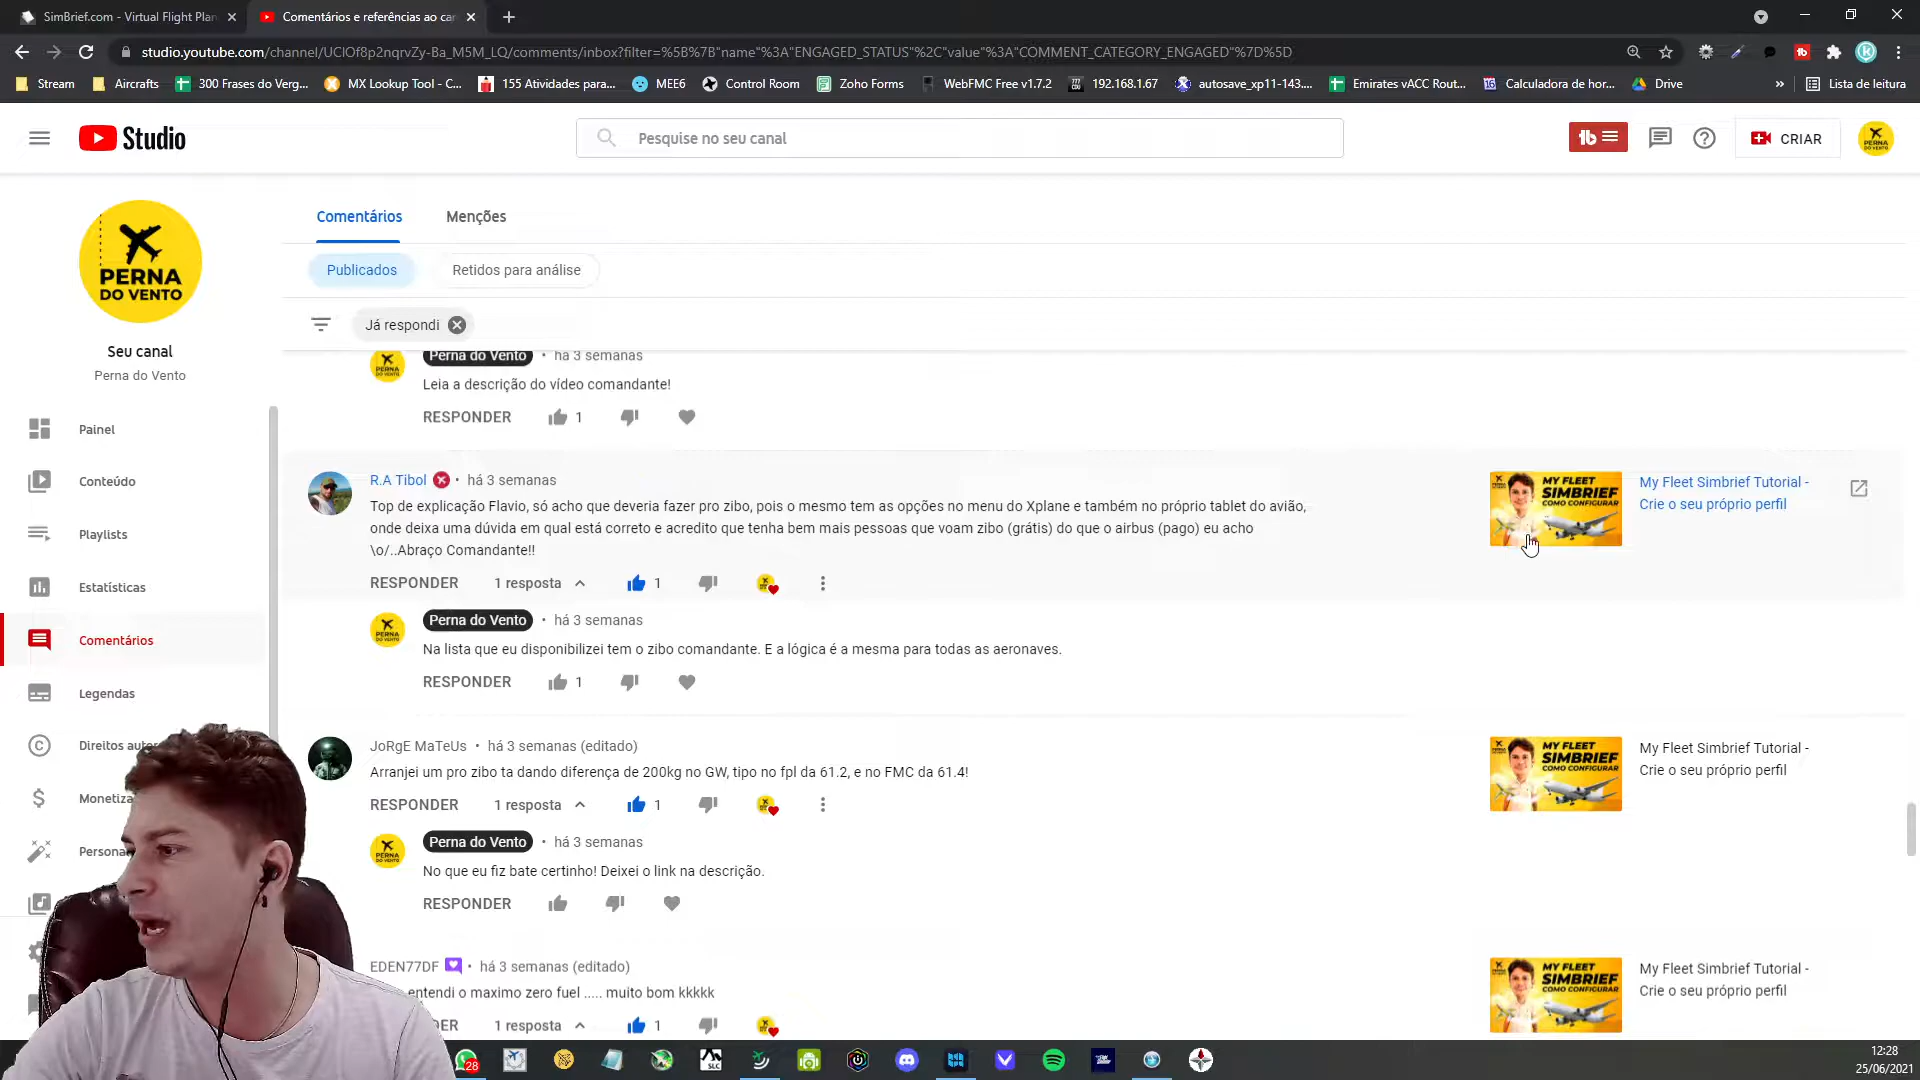 SimBrief.com - Virtual Flight Plan
Comentários e referências ao can
studio.youtube.com/channel/UClOf8p2nqrvZy-Ba_M5M_LQ/comments/inbox?filter=%5B%7B"name"%3A"ENGAGED_STATUS"%2C"value"%3A"COMMENT_CATEGORY_ENGAGED"%7D%5D
Stream
Aircrafts
300 Frases do Verg...
MX Lookup Tool - C...
155 Atividades para...
MEE6
Control Room
Zoho Forms
WebFMC Free v1.7.2
192.168.1.67
autosave_xp11-143....
Emirates vACC Rout...
Calculadora de hor...
Drive
»
Lista de leitura
Studio
Pesquise no seu canal
CRIAR
PERNA
DO VENTO
Seu canal
Perna do Vento
Painel
Conteúdo
Playlists
Estatísticas
Comentários
Legendas
Direitos autor
Monetiza
Persona
Comentários
Menções
Publicados
Retidos para análise
Já respondi
Perna do Vento • há 3 semanas
Leia a descrição do vídeo comandante!
RESPONDER 1
R.A Tibol • há 3 semanas
Top de explicação Flavio, só acho que deveria fazer pro zibo, pois o mesmo tem as opções no menu do Xplane e também no próprio tablet do avião,
onde deixa uma dúvida em qual está correto e acredito que tenha bem mais pessoas que voam zibo (grátis) do que o airbus (pago) eu acho
\o/..Abraço Comandante!!
RESPONDER 1 resposta 1
MY FLEET
SIMBRIEF
COMO CONFIGURAR
My Fleet Simbrief Tutorial -
Crie o seu próprio perfil
Perna do Vento • há 3 semanas
Na lista que eu disponibilizei tem o zibo comandante. E a lógica é a mesma para todas as aeronaves.
RESPONDER 1
JoRgE MaTeUs • há 3 semanas (editado)
Arranjei um pro zibo ta dando diferença de 200kg no GW, tipo no fpl da 61.2, e no FMC da 61.4!
RESPONDER 1 resposta 1
MY FLEET
SIMBRIEF
COMO CONFIGURAR
My Fleet Simbrief Tutorial -
Crie o seu próprio perfil
Perna do Vento • há 3 semanas
No que eu fiz bate certinho! Deixei o link na descrição.
RESPONDER
EDEN77DF • há 3 semanas (editado)
entendi o maximo zero fuel ..... muito bom kkkkk
DER 1 resposta 1
MY FLEET
SIMBRIEF
COMO CONFIGURAR
My Fleet Simbrief Tutorial -
Crie o seu próprio perfil
28
SLC
12:28
25/06/2021